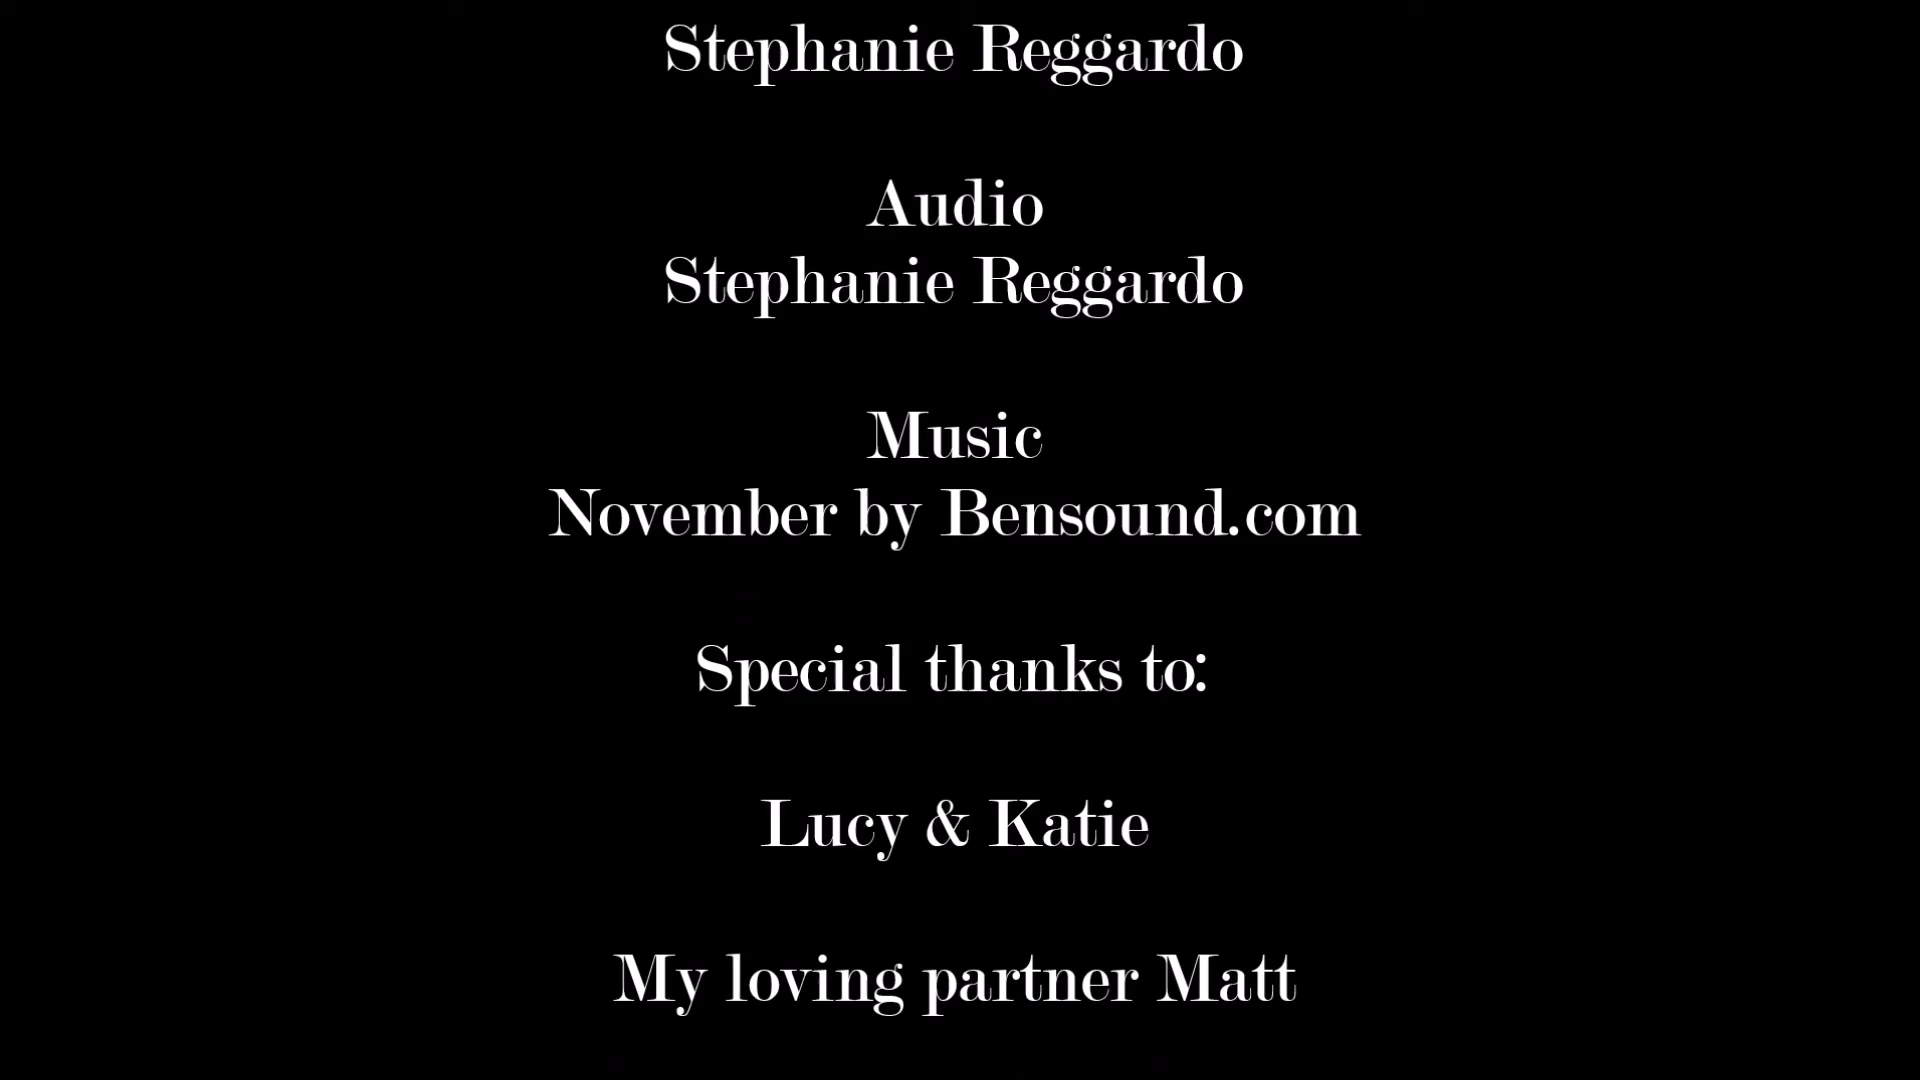 Stephanie Reggardo
Audio
Stephanie Reggardo
Music
November by Bensound.com
Special thanks to:
Lucy & Katie
My loving partner Matt